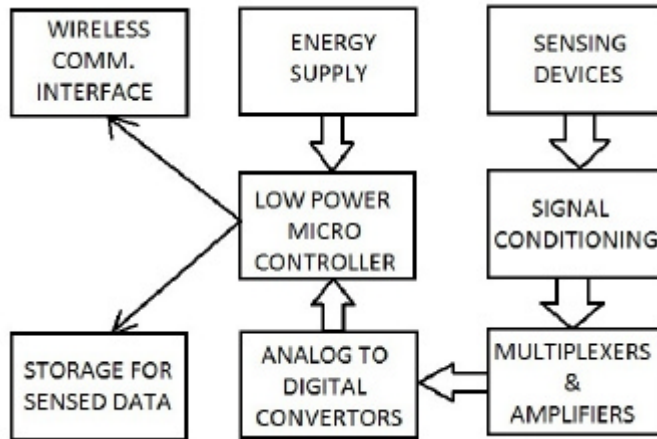 WIRELESS
COMM.
INTERFACE
ENERGY
SUPPLY
SENSING
DEVICES
LOW POWER
MICRO
CONTROLLER
SIGNAL
CONDITIONING
STORAGE FOR
SENSED DATA
ANALOG TO
DIGITAL
CONVERTORS
MULTIPLEXERS
&
AMPLIFIERS